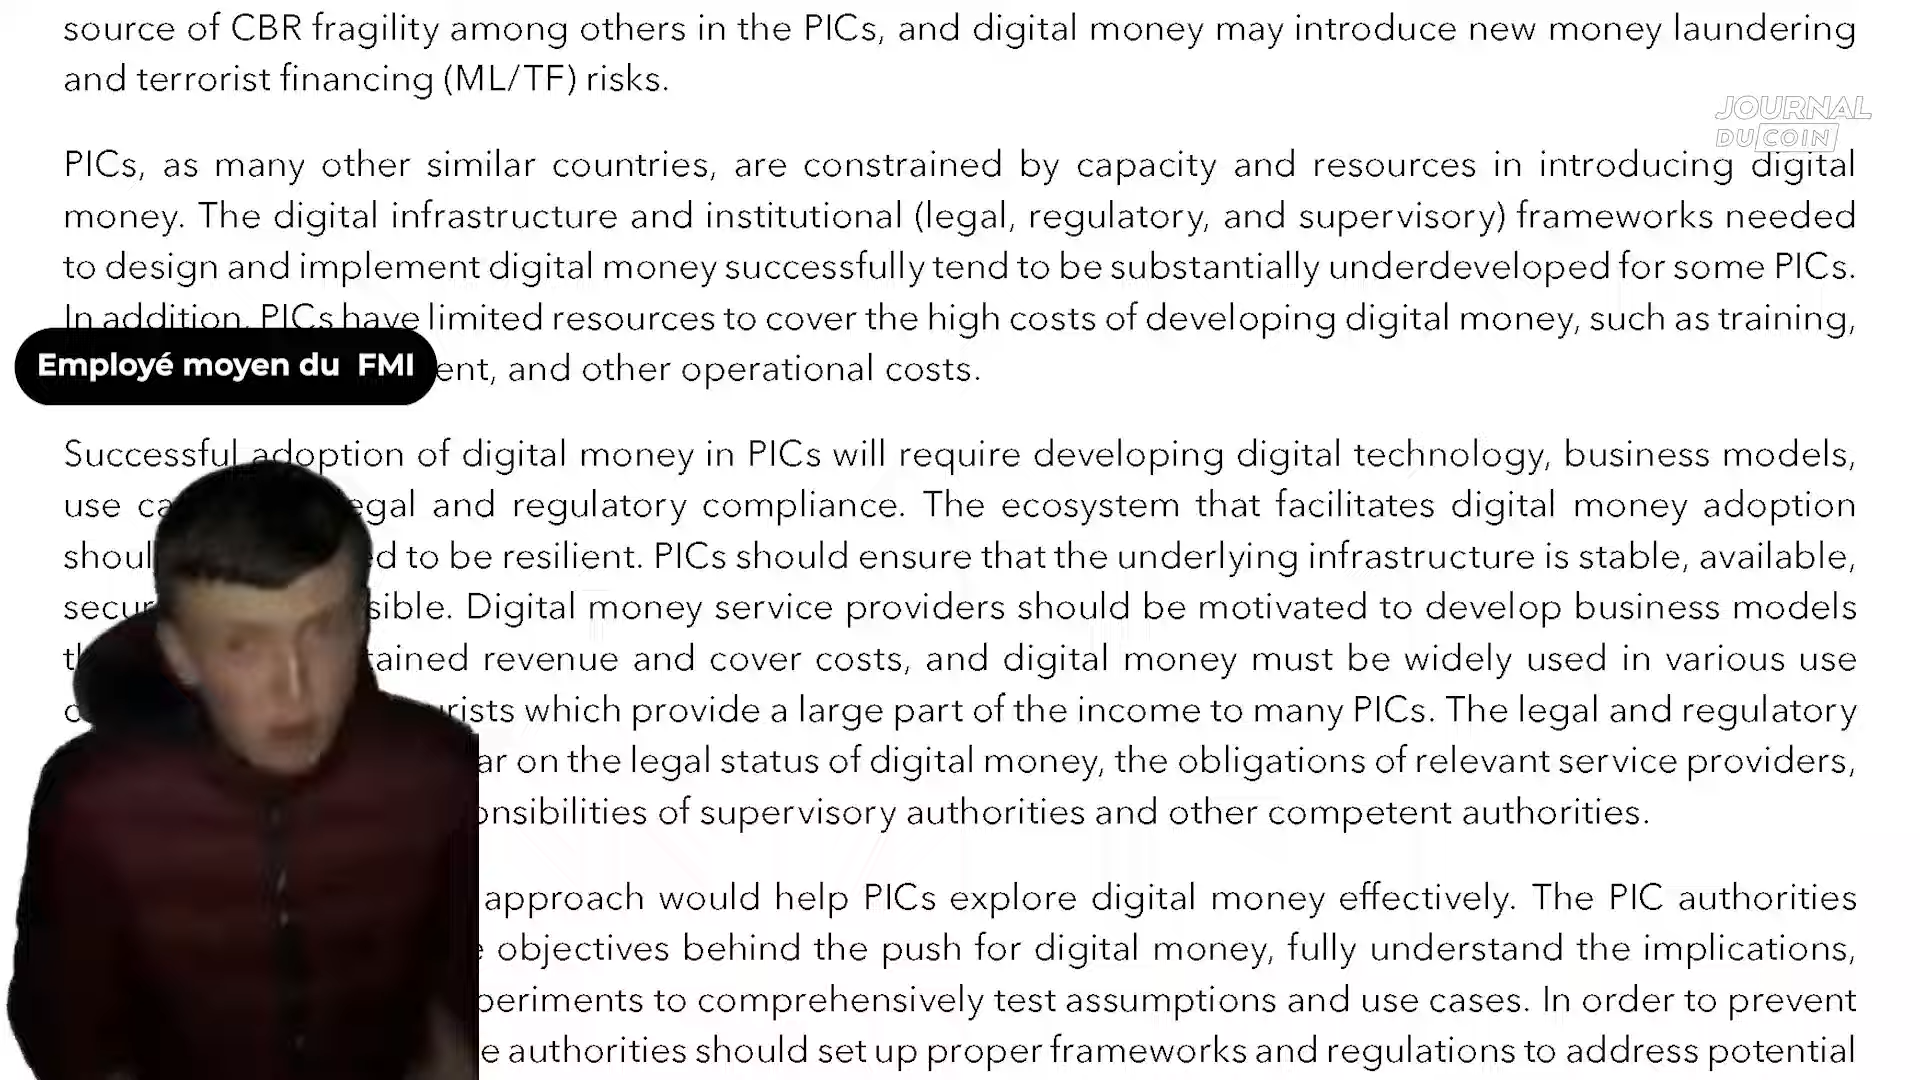 source of CBR fragility among others in the PICs, and digital money may introduce new money laundering
and terrorist financing (ML/TF) risks.
JOURNAL
DU COIN
PICs, as many other similar countries, are constrained by capacity and resources in introducing digital
money. The digital infrastructure and institutional (legal, regulatory, and supervisory) frameworks needed
to design and implement digital money successfully tend to be substantially underdeveloped for some PICs.
In addition, PICs have limited resources to cover the high costs of developing digital money, such as training,
Employé moyen du FMI
ent, and other operational costs.
Successful adoption of digital money in PICs will require developing digital technology, business models,
use ca egal and regulatory compliance. The ecosystem that facilitates digital money adoption
shoul d to be resilient. PICs should ensure that the underlying infrastructure is stable, available,
secur sible. Digital money service providers should be motivated to develop business models
tained revenue and cover costs, and digital money must be widely used in various use
rists which provide a large part of the income to many PICs. The legal and regulatory
ar on the legal status of digital money, the obligations of relevant service providers,
onsibilities of supervisory authorities and other competent authorities.
approach would help PICs explore digital money effectively. The PIC authorities
objectives behind the push for digital money, fully understand the implications,
periments to comprehensively test assumptions and use cases. In order to prevent
e authorities should set up proper frameworks and regulations to address potential